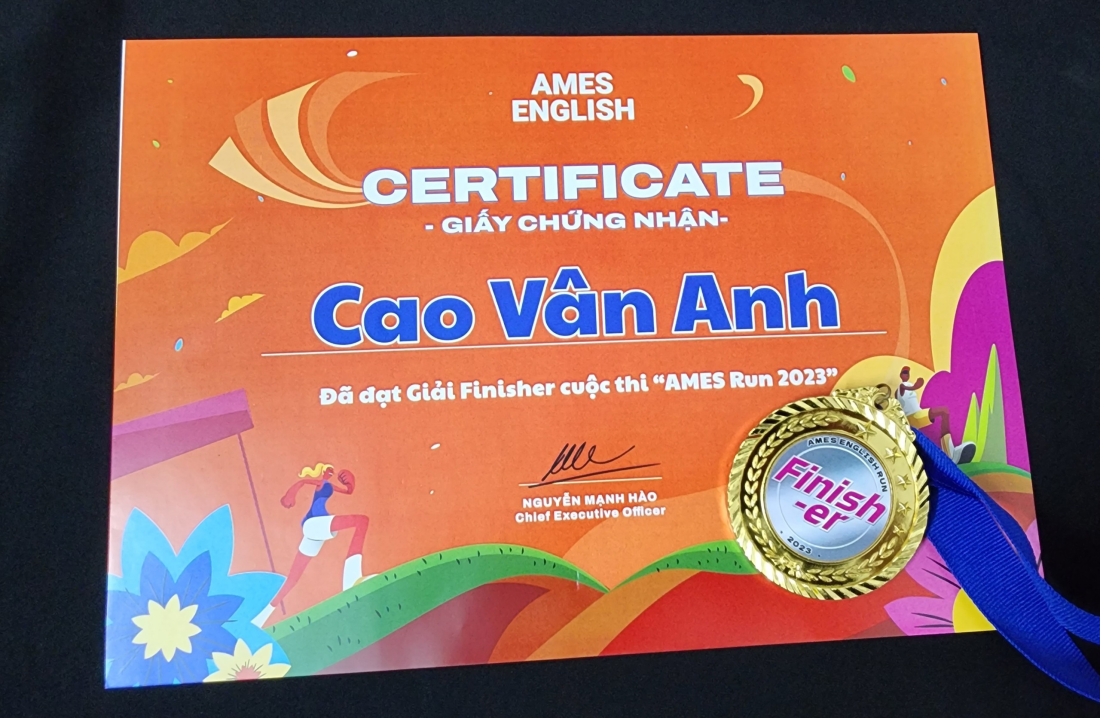 AMES
ENGLISH
CERTIFICATE
- GIẤY CHỨNG NHẬN-
Cao Vân Anh
Đã đạt Giải Finisher cuộc thi “AMES Run 2023”
NGUYỄN MẠNH HÀO
Chief Executive Officer
AMES ENGLISH RUN
Finish
-er
· 2023 ·